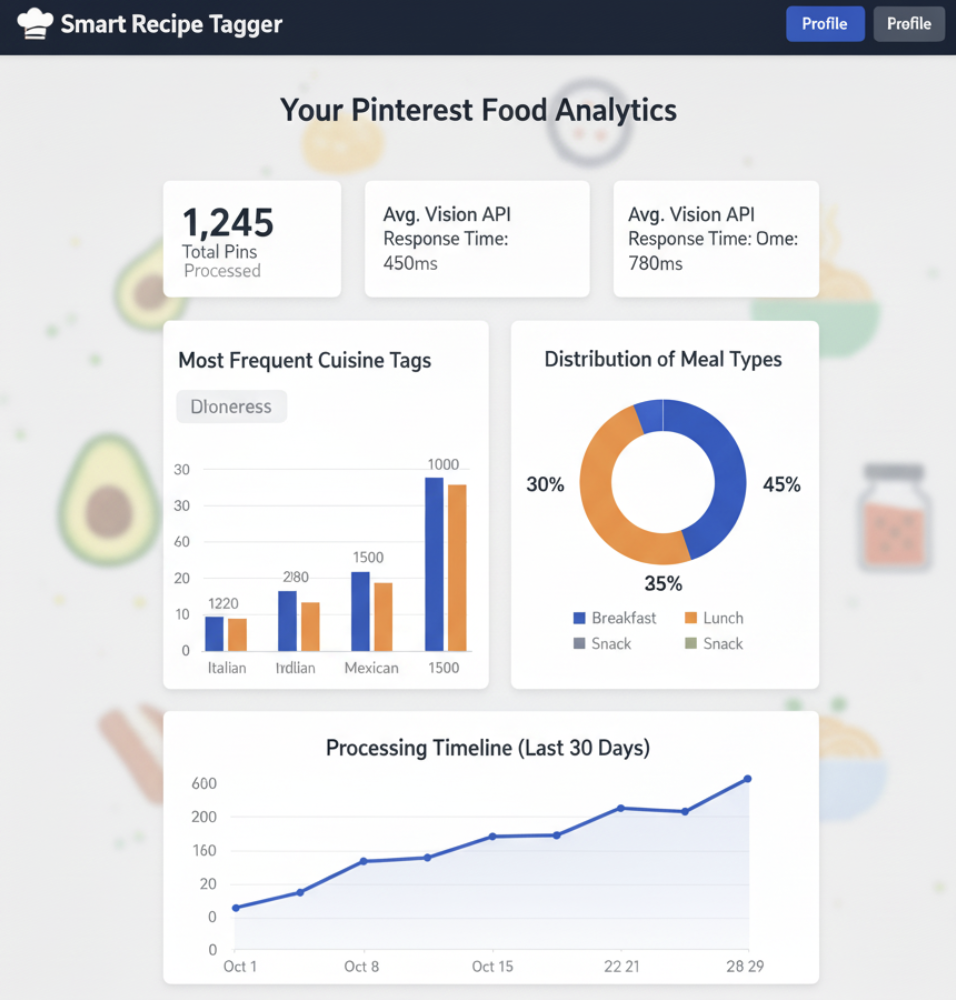 Smart Recipe Tagger
Profile
Profile
Your Pinterest Food Analytics
1,245
Total Pins
Processed
Avg. Vision API
Response Time:
450ms
Avg. Vision API
Response Time: Ome:
780ms
Most Frequent Cuisine Tags
Dloneress
30
30
60
20
10
0
1220
2180
1500
1000
Italian
Irdlian
Mexican
1500
Distribution of Meal Types
30%
45%
35%
Breakfast
Lunch
Snack
Snack
Processing Timeline (Last 30 Days)
600
200
160
20
0
0
Oct 1
Oct 8
Oct 15
22 21
28 29